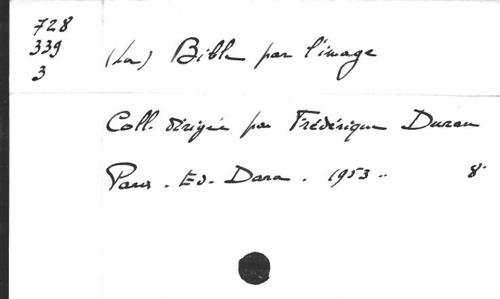 728
339
3
(La) Bible par l'image
Coll. dirigée par Frédérique Duran
Paris. Ed. Dara. 1953.. 8°